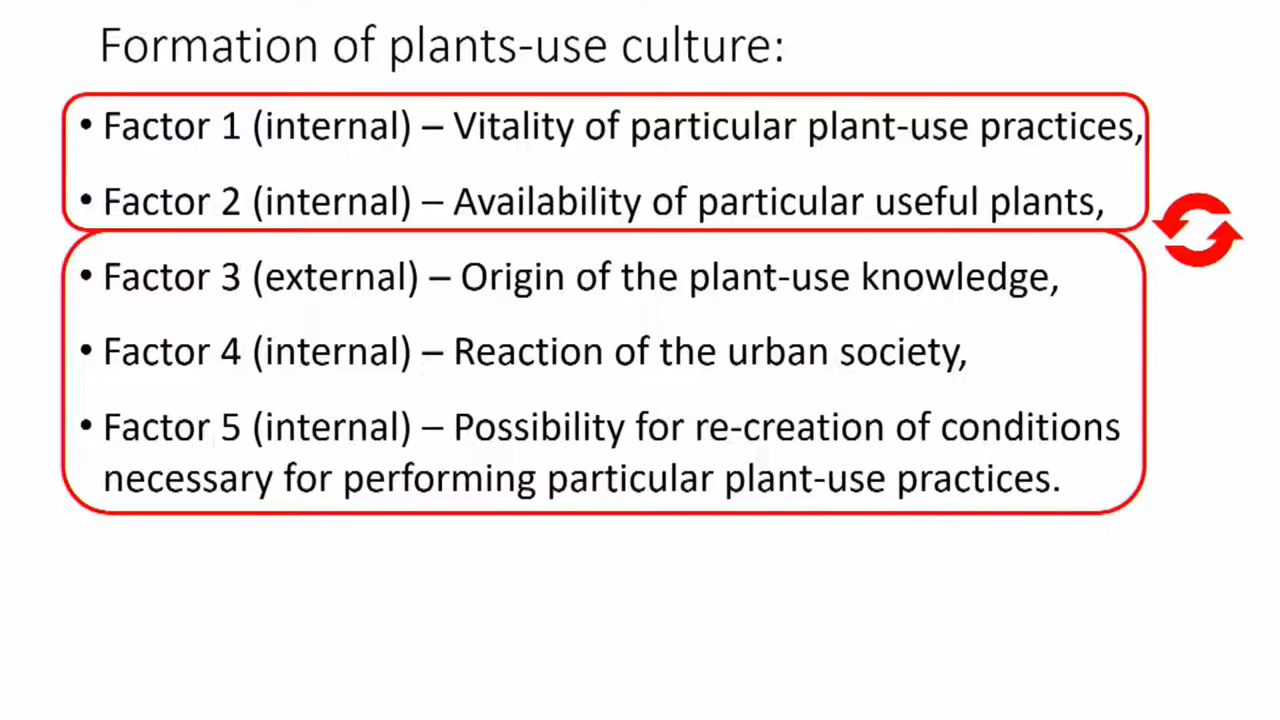 Formation of plants-use culture:
• Factor 1 (internal) – Vitality of particular plant-use practices,
• Factor 2 (internal) – Availability of particular useful plants,
• Factor 3 (external) – Origin of the plant-use knowledge,
• Factor 4 (internal) – Reaction of the urban society,
• Factor 5 (internal) – Possibility for re-creation of conditions
necessary for performing particular plant-use practices.